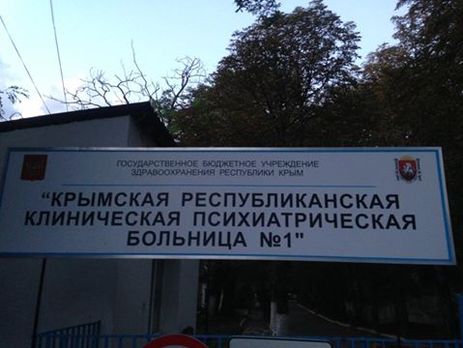 ГОСУДАРСТВЕННОЕ БЮДЖЕТНОЕ УЧРЕЖДЕНИЕ
ЗДРАВООХРАНЕНИЯ РЕСПУБЛИКИ КРЫМ
"КРЫМСКАЯ РЕСПУБЛИКАНСКАЯ
КЛИНИЧЕСКАЯ ПСИХИАТРИЧЕСКАЯ
БОЛЬНИЦА №1"